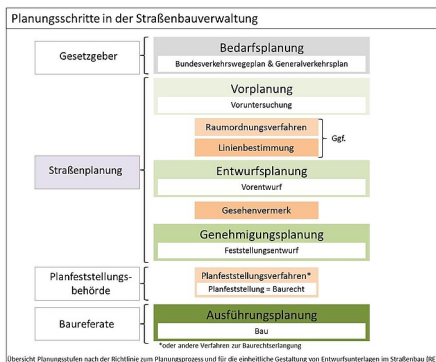 Planungsschritte in der Straßenbauverwaltung
Gesetzgeber
Bedarfsplanung
Bundesverkehrswegeplan & Generalverkehrsplan
Vorplanung
Voruntersuchung
Raumordnungsverfahren
Linienbestimmung
Ggf.
Straßenplanung
Entwurfsplanung
Vorentwurf
Gesehenvermerk
Genehmigungsplanung
Feststellungsentwurf
Planfeststellungs-
behörde
Planfeststellungsverfahren*
Planfeststellung = Baurecht
Baureferate
Ausführungsplanung
Bau
*oder andere Verfahren zur Baurechtserlangung
Übersicht Planungsstufen nach der Richtlinie zum Planungsprozess und für die einheitliche Gestaltung von Entwurfsunterlagen im Straßenbau (RE